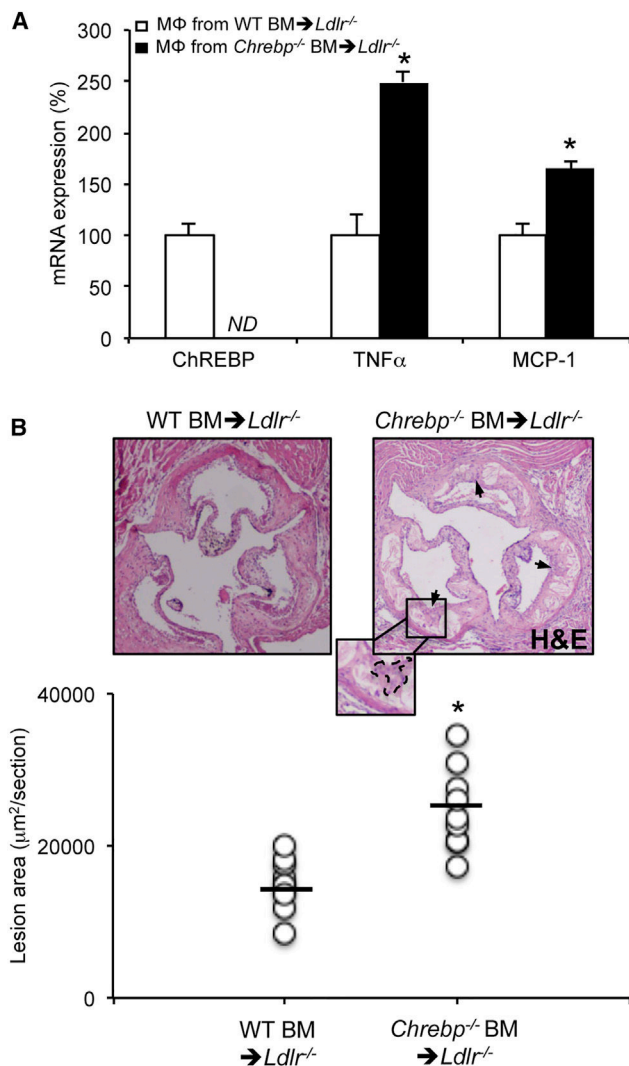 A
MΦ from WT BM➔Ldlr-/-
MΦ from Chrebp-/- BM➔Ldlr-/-
mRNA expression (%)
300
250
200
150
100
50
0
*
*
ND
ChREBP
TNFα
MCP-1
B
WT BM➔Ldlr-/-
Chrebp-/- BM➔Ldlr-/-
H&E
Lesion area (μm2/section)
40000
20000
0
*
WT BM
➔Ldlr-/-
Chrebp-/- BM
➔Ldlr-/-